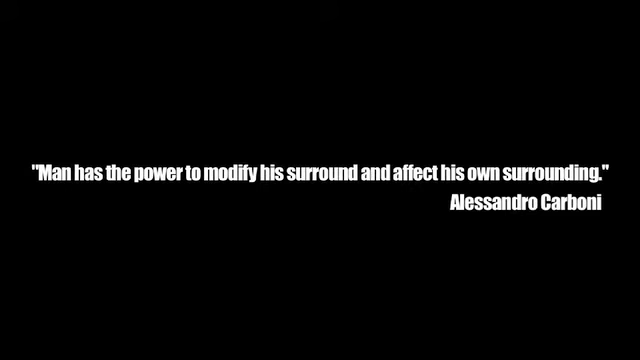 "Man has the power to modify his surround and affect his own surrounding."
Alessandro Carboni